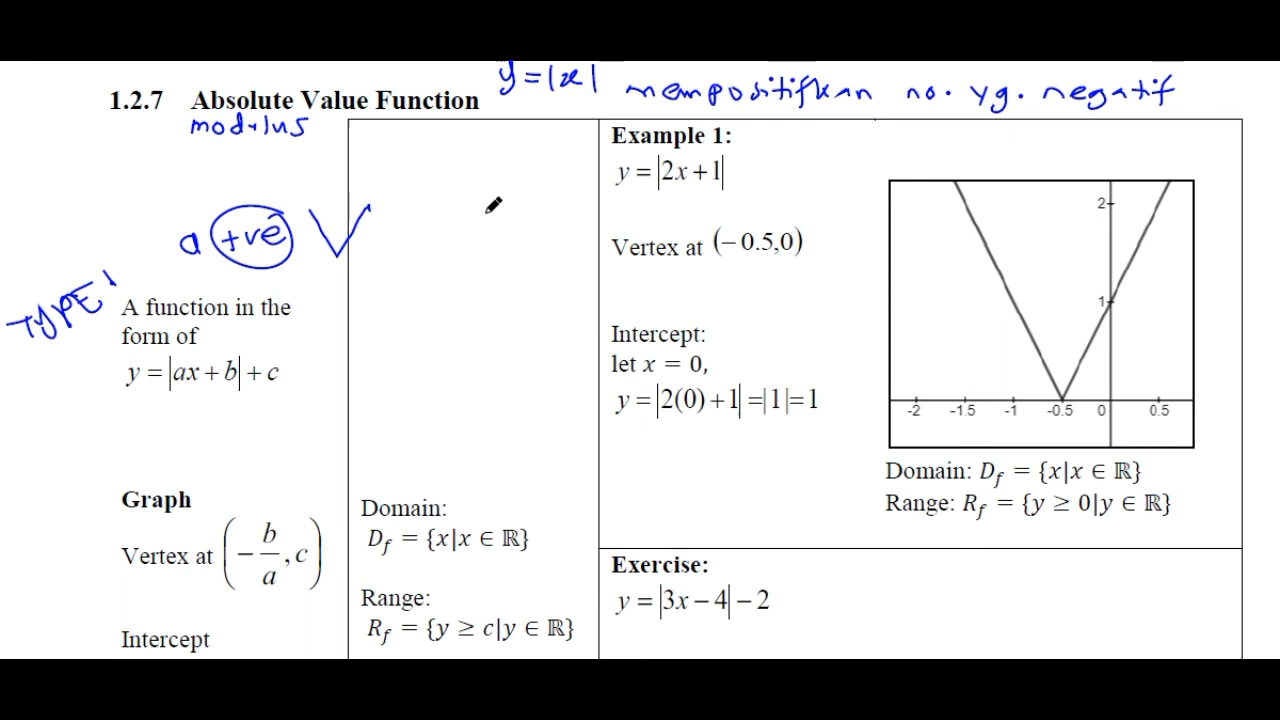 y = |x| mempositifkan no. yg. negatif
1.2.7 Absolute Value Function
modulus
a +ve
TYPE 1
A function in the
form of
y = |ax + b| + c
Graph
Vertex at (−b/a, c)
Intercept
Domain:
D_f = {x|x ∈ ℝ}
Range:
R_f = {y ≥ c|y ∈ ℝ}
Example 1:
y = |2x + 1|
Vertex at (−0.5,0)
Intercept:
let x = 0,
y = |2(0) + 1| = |1| = 1
2
1
-2 -1.5 -1 -0.5 0 0.5
Domain: D_f = {x|x ∈ ℝ}
Range: R_f = {y ≥ 0|y ∈ ℝ}
Exercise:
y = |3x − 4| − 2